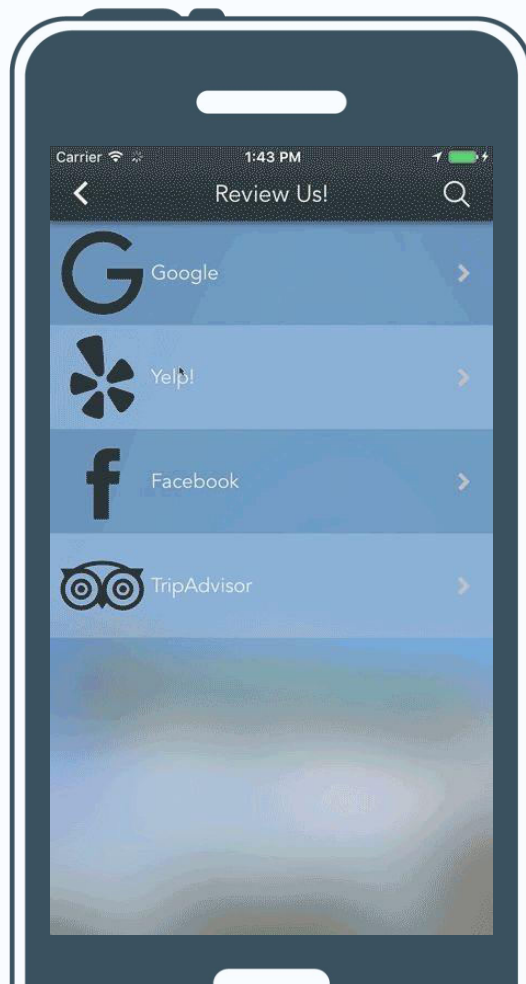 Carrier 1:43 PM
Review Us!
Google
Yelp!
Facebook
TripAdvisor